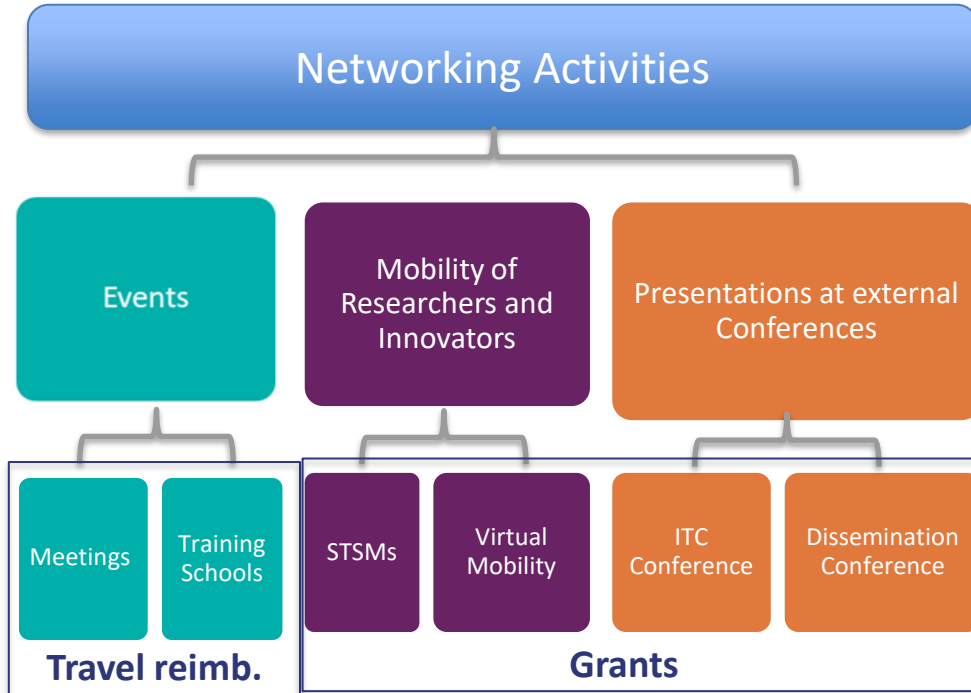 Networking Activities
Events
Mobility of
Researchers and
Innovators
Presentations at external
Conferences
Meetings
Training
Schools
STSMs
Virtual
Mobility
ITC
Conference
Dissemination
Conference
Travel reimb.
Grants